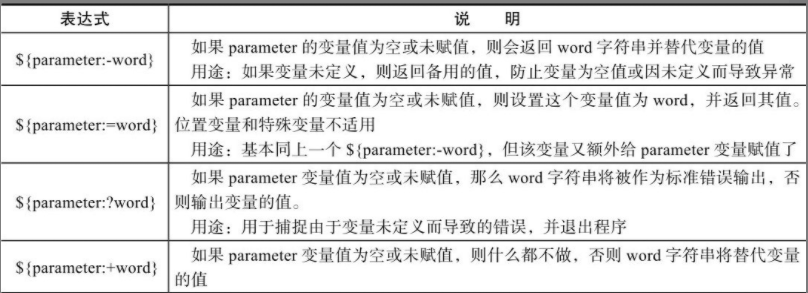 表达式 说 明
${parameter:-word} 如果 parameter 的变量值为空或未赋值，则会返回 word 字符串并替代变量的值
用途：如果变量未定义，则返回备用的值，防止变量为空值或因未定义而导致异常
${parameter:=word} 如果 parameter 的变量值为空或未赋值，则设置这个变量值为 word，并返回其值。
位置变量和特殊变量不适用
用途：基本同上一个 ${parameter:-word}，但该变量又额外给 parameter 变量赋值了
${parameter:?word} 如果 parameter 变量值为空或未赋值，那么 word 字符串将被作为标准错误输出，否
则输出变量的值。
用途：用于捕捉由于变量未定义而导致的错误，并退出程序
${parameter:+word} 如果 parameter 变量值为空或未赋值，则什么都不做，否则 word 字符串将替代变量
的值